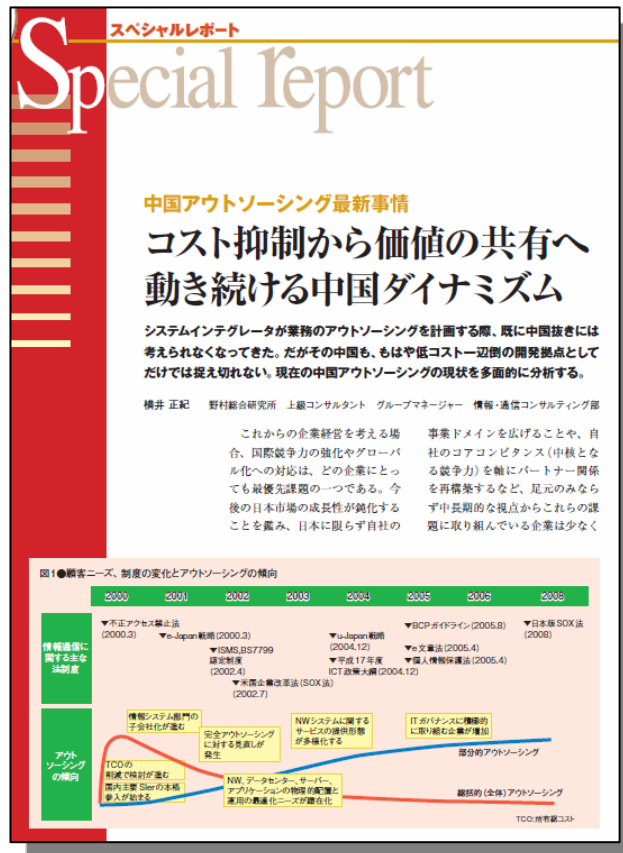 スペシャルレポート
Special report
中国アウトソーシング最新事情
コスト抑制から価値の共有へ
動き続ける中国ダイナミズム
システムインテグレータが業務のアウトソーシングを計画する際、既に中国抜きには
考えられなくなってきた。だがその中国も、もはや低コスト一辺倒の開発拠点として
だけでは捉え切れない。現在の中国アウトソーシングの現状を多面的に分析する。
横井 正紀 野村総合研究所 上級コンサルタント グループマネージャー 情報・通信コンサルティング部
これからの企業経営を考える場
合、国際競争力の強化やグローバ
ル化への対応は、どの企業にとっ
ても最優先課題の一つである。今
後の日本市場の成長性が鈍化する
ことを鑑み、日本に限らず自社の
事業ドメインを広げることや、自
社のコアコンピタンス(中核とな
る競争力)を軸にパートナー関係
を再構築するなど、足元のみなら
ず中長期的な視点からこれらの課
題に取り組んでいる企業は少なく
図1●顧客ニーズ、制度の変化とアウトソーシングの傾向
2000 2001 2002 2003 2004 2005 2006 2008
情報通信に
関する主な
法制度
▼不正アクセス禁止法
(2000.3)
▼e-Japan戦略(2000.3)
▼ISMS,BS7799
認定制度
(2002.4)
▼米国企業改革法(SOX法)
(2002.7)
▼u-Japan戦略
(2004.12)
▼平成17年度
ICT政策大綱(2004.12)
▼BCPガイドライン(2005.8)
▼e文章法(2005.4)
▼個人情報保護法(2005.4)
▼日本版SOX法
(2008)
アウト
ソーシング
の傾向
情報システム部門の
子会社化が進む
TCOの
削減で検討が進む
国内主要SIerの本格
参入が始まる
完全アウトソーシング
に対する見直しが
発生
NW、データセンター、サーバー、
アプリケーションの物理的配置と
運用の最適化ニーズが顕在化
NWシステムに関する
サービスの提供形態
が多様化する
ITガバナンスに積極的
に取り組む企業が増加
部分的アウトソーシング
総括的(全体)アウトソーシング
TCO:所有総コスト